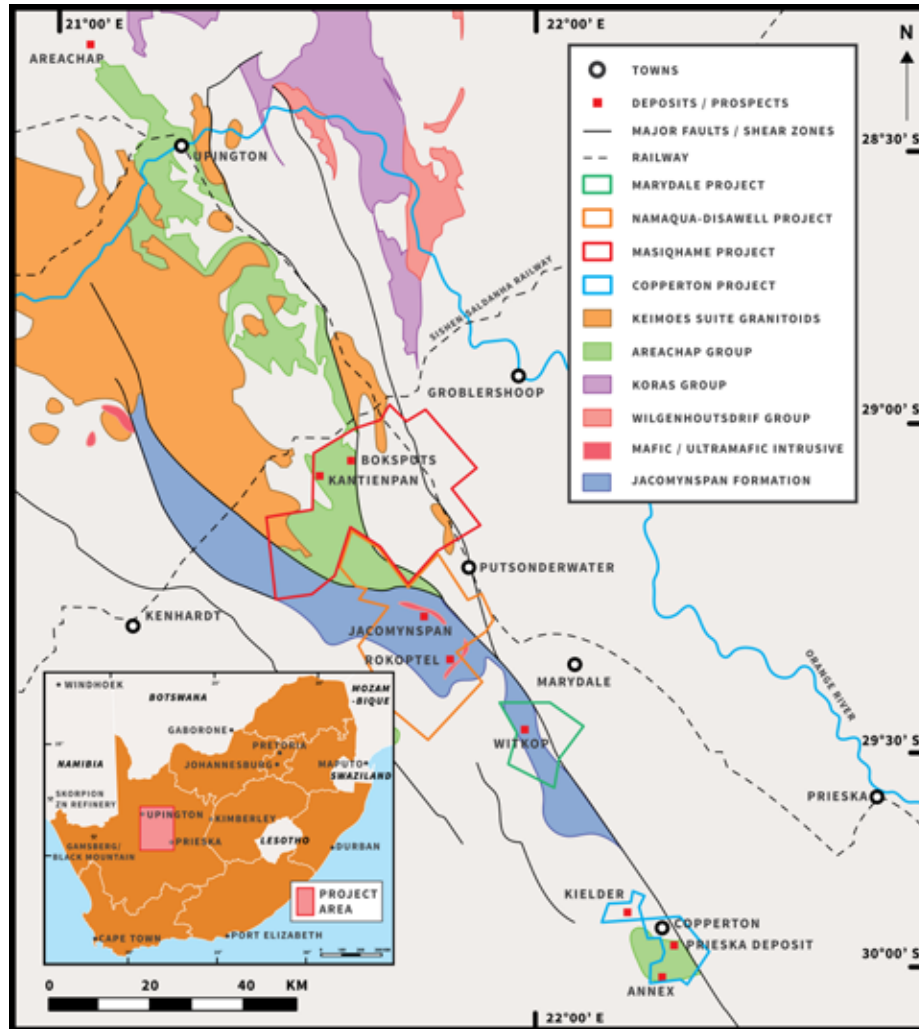 21°00' E
22°00' E
N
AREACHAP
TOWNS
DEPOSITS / PROSPECTS
MAJOR FAULTS / SHEAR ZONES
RAILWAY
MARYDALE PROJECT
NAMAQUA-DISAWELL PROJECT
MASIQHAME PROJECT
COPPERTON PROJECT
KEIMOES SUITE GRANITOIDS
AREACHAP GROUP
KORAS GROUP
WILGENHOUTSDRIF GROUP
MAFIC / ULTRAMAFIC INTRUSIVE
JACOMYNSPAN FORMATION
28°30' S
UPINGTON
SISHEN-SALDANHA RAILWAY
GROBLERSHOOP
29°00' S
BOKSPUTS
KANTIENPAN
PUTSONDERWATER
KENHARDT
JACOMYNSPAN
ROKOPTEL
MARYDALE
ORANGE RIVER
WITKOP
29°30' S
PRIESKA
KIELDER
COPPERTON
PRIESKA DEPOSIT
ANNEX
30°00' S
22°00' E
WINDHOEK
BOTSWANA
MOZAM
-BIQUE
GABORONE
PRETORIA
NAMIBIA
JOHANNESBURG
MAPUTO
SWAZILAND
SKORPION
ZN REFINERY
UPINGTON
KIMBERLEY
GAMSBERG/
BLACK MOUNTAIN
PRIESKA
LESOTHO
DURBAN
PROJECT
AREA
CAPE TOWN
PORT ELIZABETH
0 20 40 KM